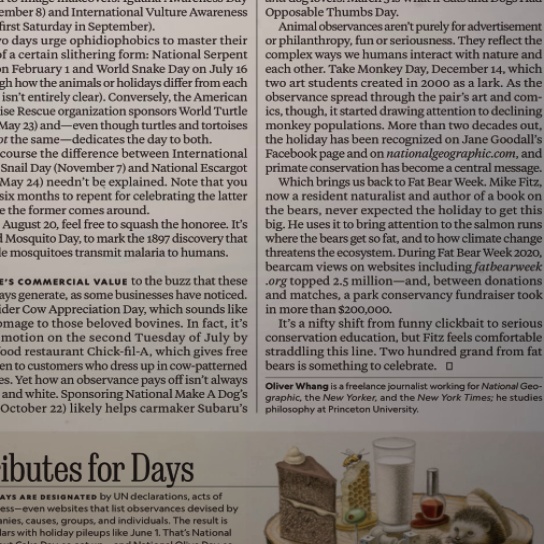 ember 8) and International Vulture Awareness
first Saturday in September).
o days urge ophidiophobics to master their
of a certain slithering form: National Serpent
on February 1 and World Snake Day on July 16
gh how the animals or holidays differ from each
isn't entirely clear). Conversely, the American
ise Rescue organization sponsors World Turtle
May 23) and—even though turtles and tortoises
ot the same—dedicates the day to both.
course the difference between International
Snail Day (November 7) and National Escargot
May 24) needn't be explained. Note that you
six months to repent for celebrating the latter
e the former comes around.
August 20, feel free to squash the honoree. It's
d Mosquito Day, to mark the 1897 discovery that
le mosquitoes transmit malaria to humans.
E'S COMMERCIAL VALUE to the buzz that these
ays generate, as some businesses have noticed.
ider Cow Appreciation Day, which sounds like
omage to those beloved bovines. In fact, it's
motion on the second Tuesday of July by
food restaurant Chick-fil-A, which gives free
en to customers who dress up in cow-patterned
es. Yet how an observance pays off isn't always
and white. Sponsoring National Make A Dog's
October 22) likely helps carmaker Subaru's
Opposable Thumbs Day.
Animal observances aren't purely for advertisement
or philanthropy, fun or seriousness. They reflect the
complex ways we humans interact with nature and
each other. Take Monkey Day, December 14, which
two art students created in 2000 as a lark. As the
observance spread through the pair's art and com-
ics, though, it started drawing attention to declining
monkey populations. More than two decades out,
the holiday has been recognized on Jane Goodall's
Facebook page and on nationalgeographic.com, and
primate conservation has become a central message.
Which brings us back to Fat Bear Week. Mike Fitz,
now a resident naturalist and author of a book on
the bears, never expected the holiday to get this
big. He uses it to bring attention to the salmon runs
where the bears get so fat, and to how climate change
threatens the ecosystem. During Fat Bear Week 2020,
bearcam views on websites including fatbearweek
.org topped 2.5 million—and, between donations
and matches, a park conservancy fundraiser took
in more than $200,000.
It's a nifty shift from funny clickbait to serious
conservation education, but Fitz feels comfortable
straddling this line. Two hundred grand from fat
bears is something to celebrate. □
Oliver Whang is a freelance journalist working for National Geo-
graphic, the New Yorker, and the New York Times; he studies
philosophy at Princeton University.
ributes for Days
AYS ARE DESIGNATED by UN declarations, acts of
ess—even websites that list observances devised by
anies, causes, groups, and individuals. The result is
dars with holiday pileups like June 1. That's National